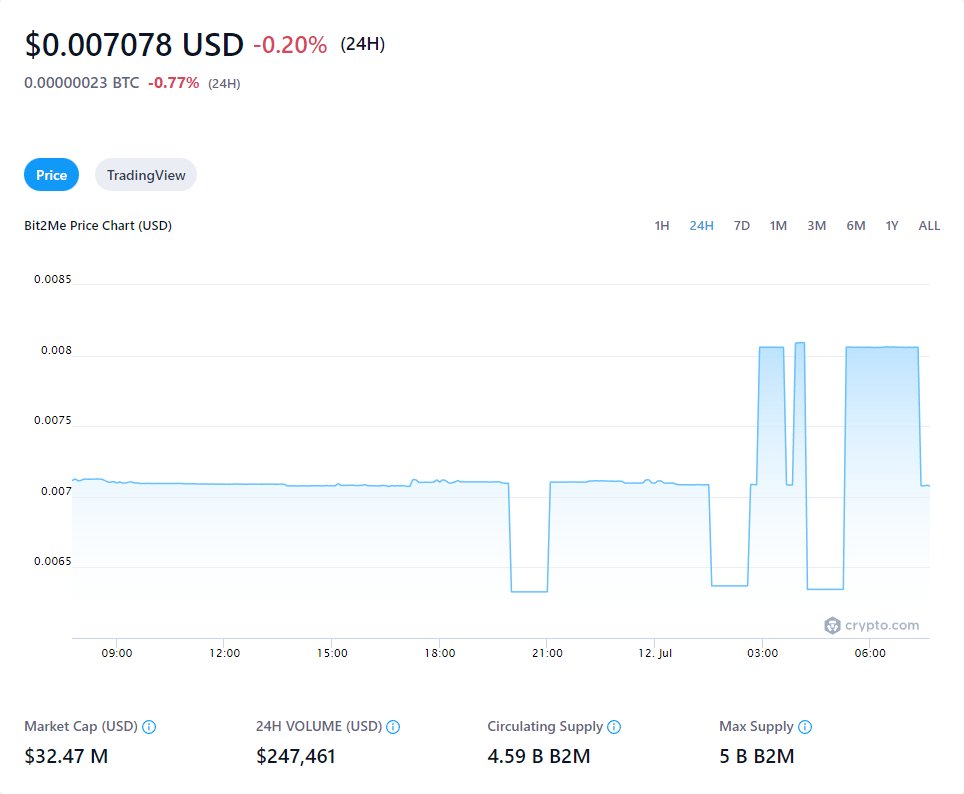 $0.007078 USD -0.20% (24H)
0.00000023 BTC -0.77% (24H)
Price TradingView
Bit2Me Price Chart (USD) 1H 24H 7D 1M 3M 6M 1Y ALL
0.0085
0.008
0.0075
0.007
0.0065
crypto.com
09:00 12:00 15:00 18:00 21:00 12. Jul 03:00 06:00
Market Cap (USD) 24H VOLUME (USD) Circulating Supply Max Supply
$32.47 M $247,461 4.59 B B2M 5 B B2M